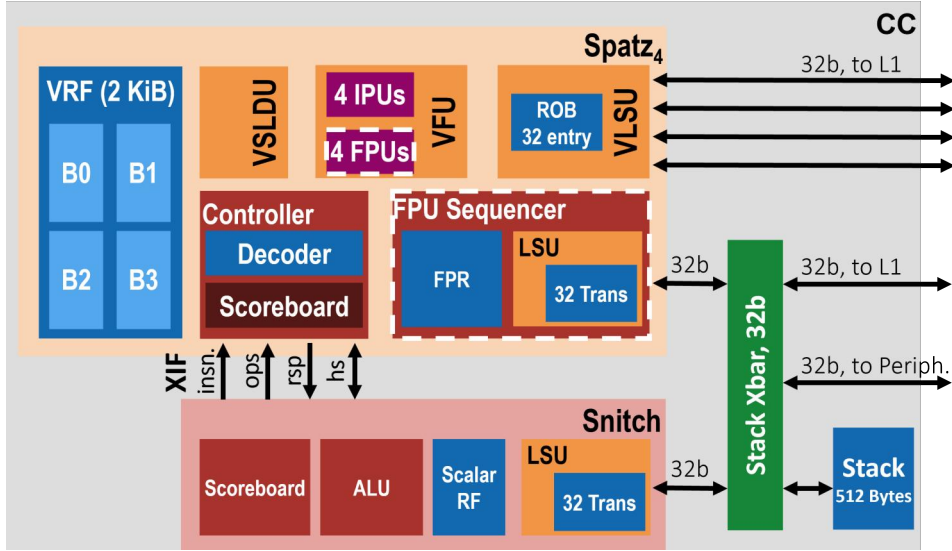 CC
Spatz4
VRF (2 KiB)
B0
B1
B2
B3
VSLDU
4 IPUs
4 FPUs
VFU
ROB
32 entry
VLSU
32b, to L1
Controller
Decoder
Scoreboard
FPU Sequencer
FPR
LSU
32 Trans
32b
32b, to L1
XIF
insn.
ops
rsp
hs
32b, to Periph.
Stack Xbar, 32b
Snitch
Scoreboard
ALU
Scalar
RF
LSU
32 Trans
32b
Stack
512 Bytes